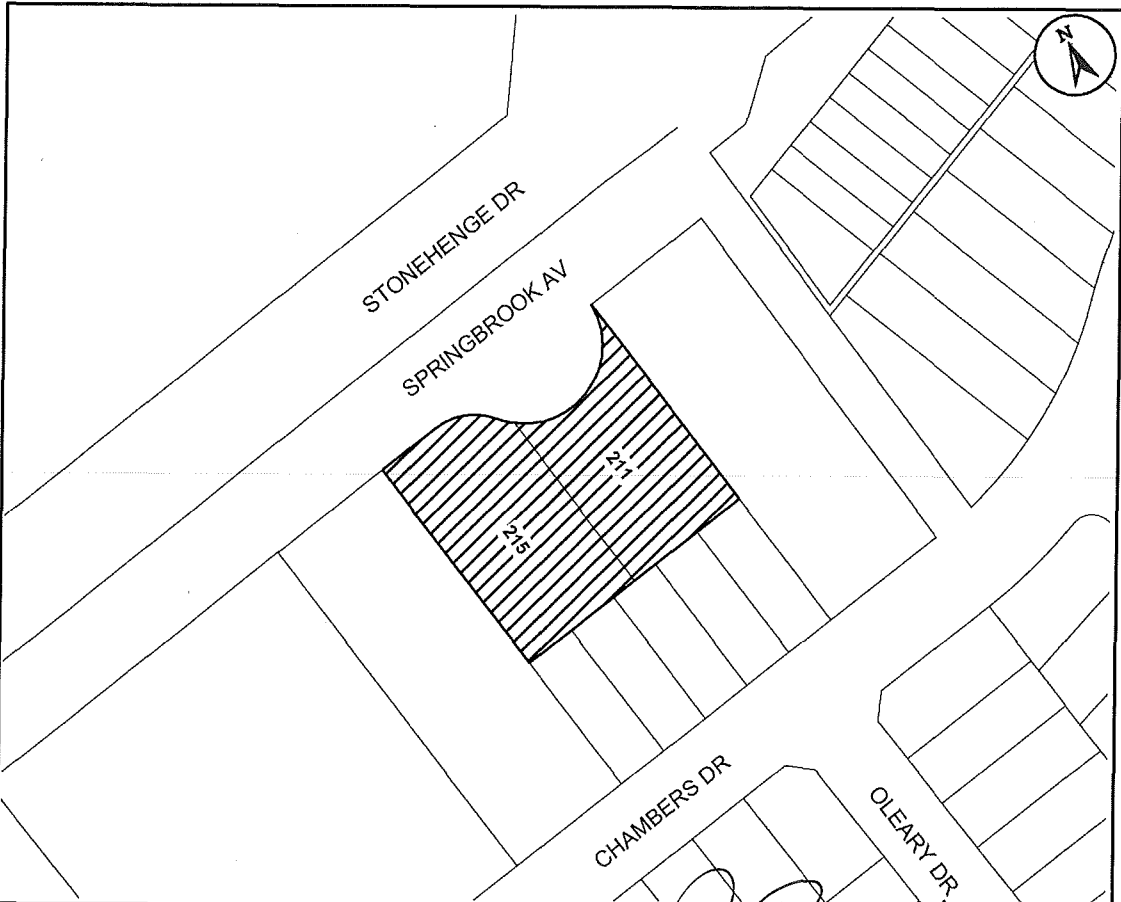 N
STONEHENGE DR
SPRINGBROOK AV
211
215
CHAMBERS DR
OLEARY DR